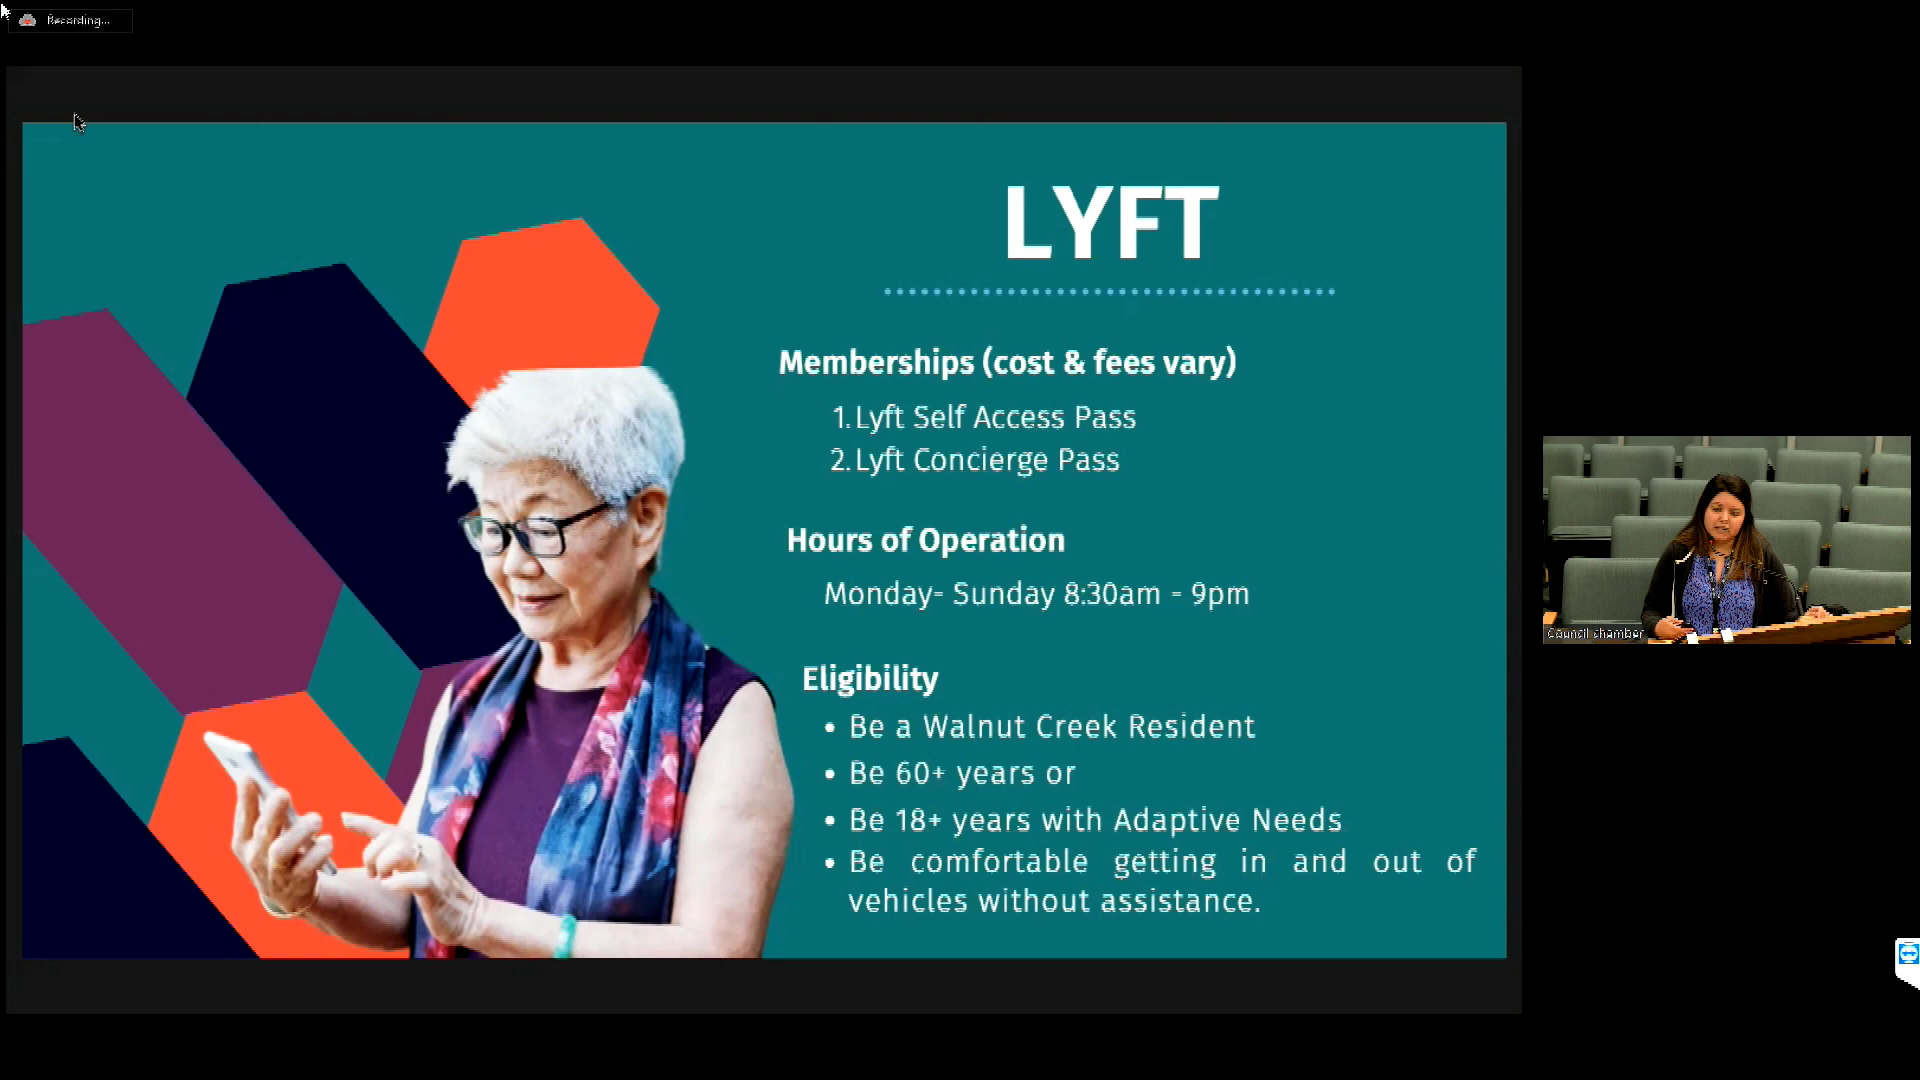 Recording...
LYFT
Memberships (cost & fees vary)
1. Lyft Self Access Pass
2. Lyft Concierge Pass
Hours of Operation
Monday- Sunday 8:30am - 9pm
Eligibility
• Be a Walnut Creek Resident
• Be 60+ years or
• Be 18+ years with Adaptive Needs
• Be comfortable getting in and out of
vehicles without assistance.
Council chamber